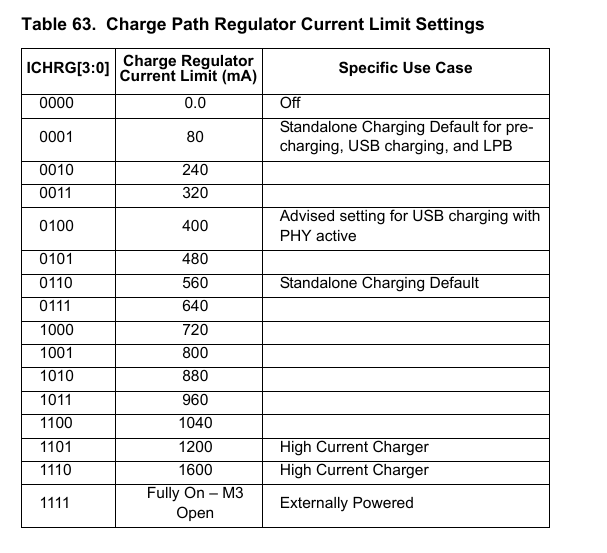 Table 63. Charge Path Regulator Current Limit Settings
ICHRG[3:0] Charge Regulator Current Limit (mA) Specific Use Case
0000 0.0 Off
0001 80 Standalone Charging Default for pre-
charging, USB charging, and LPB
0010 240
0011 320
0100 400 Advised setting for USB charging with
PHY active
0101 480
0110 560 Standalone Charging Default
0111 640
1000 720
1001 800
1010 880
1011 960
1100 1040
1101 1200 High Current Charger
1110 1600 High Current Charger
1111 Fully On – M3
Open Externally Powered